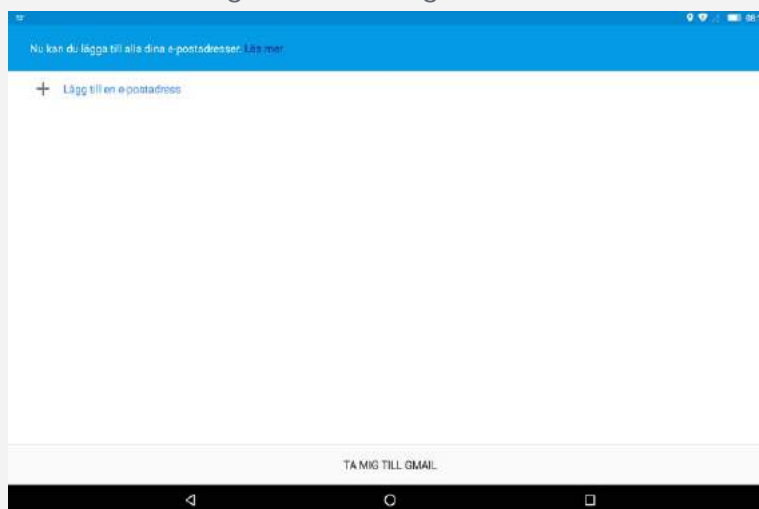 Nu kan du lägga till alla dina e-postadresser. Läs mer
Lägg till en e-postadress
TA MIG TILL GMAIL